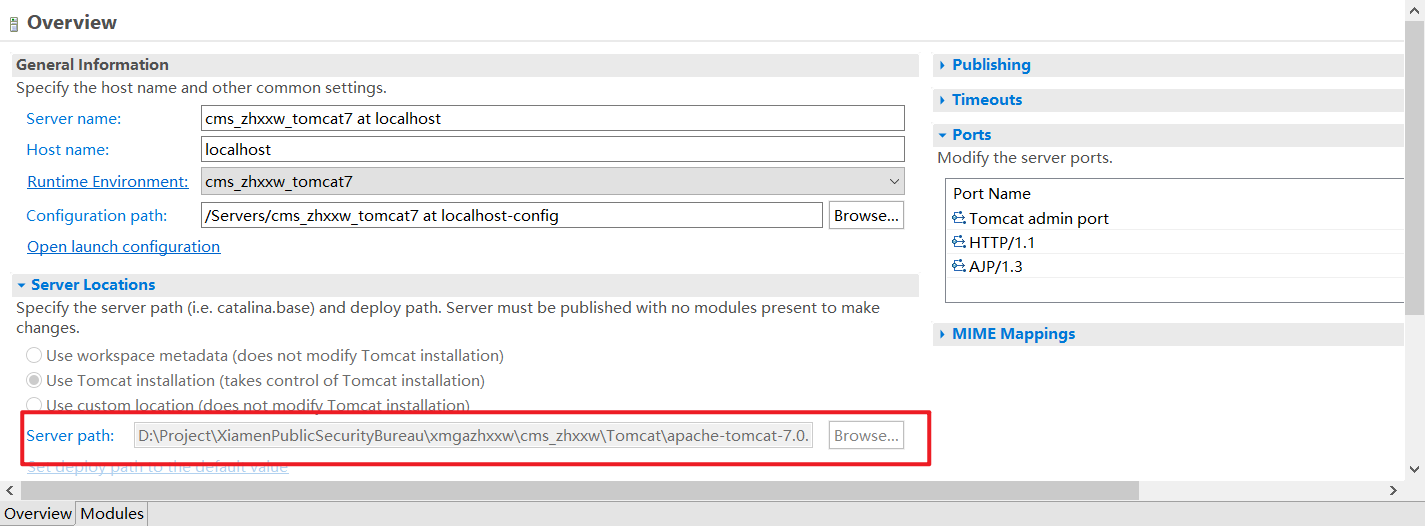 Overview
General Information
Specify the host name and other common settings.
Server name: cms_zhxxw_tomcat7 at localhost
Host name: localhost
Runtime Environment: cms_zhxxw_tomcat7
Configuration path: /Servers/cms_zhxxw_tomcat7 at localhost-config Browse...
Open launch configuration
Server Locations
Specify the server path (i.e. catalina.base) and deploy path. Server must be published with no modules present to make
changes.
Use workspace metadata (does not modify Tomcat installation)
Use Tomcat installation (takes control of Tomcat installation)
Use custom location (does not modify Tomcat installation)
Server path: D:\Project\XiamenPublicSecurityBureau\xmgazhxxw\cms_zhxxw\Tomcat\apache-tomcat-7.0. Browse...
Set deploy path to the default value
Publishing
Timeouts
Ports
Modify the server ports.
Port Name
Tomcat admin port
HTTP/1.1
AJP/1.3
MIME Mappings
Overview Modules